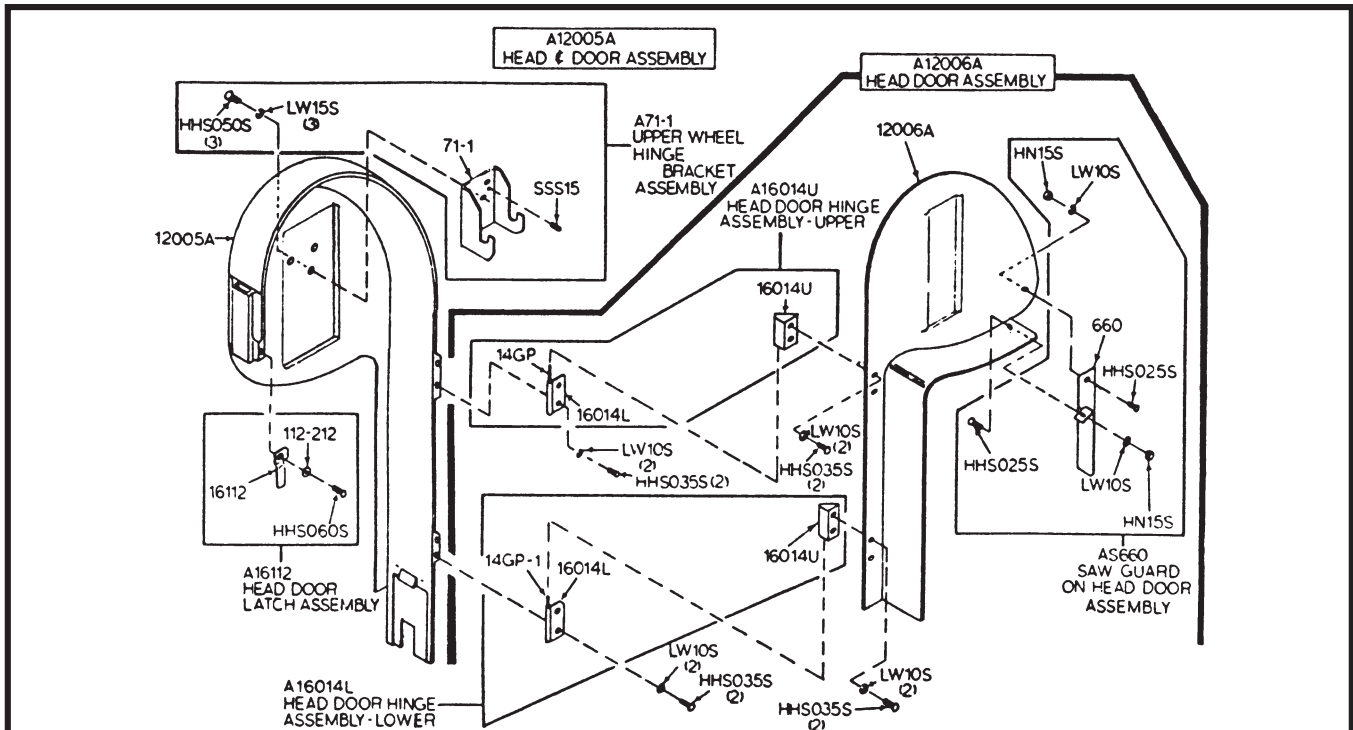 A12005A
HEAD & DOOR ASSEMBLY
A12006A
HEAD DOOR ASSEMBLY
HHS050S
(3)
LW15S
(3)
71-1
SSS15
A71-1
UPPER WHEEL
HINGE
BRACKET
ASSEMBLY
12005A
12006A
HN15S
LW10S
A16014U
HEAD DOOR HINGE
ASSEMBLY-UPPER
16014U
14GP
16014L
LW10S
(2)
HHS035S (2)
LW10S
(2)
HHS035S
(2)
660
HHS025S
HHS025S
LW10S
HN15S
AS660
SAW GUARD
ON HEAD DOOR
ASSEMBLY
112-212
16112
HHS060S
A16112
HEAD DOOR
LATCH ASSEMBLY
16014U
14GP-1
16014L
LW10S
(2)
HHS035S
(2)
LW10S
(2)
HHS035S
(2)
A16014L
HEAD DOOR HINGE
ASSEMBLY-LOWER